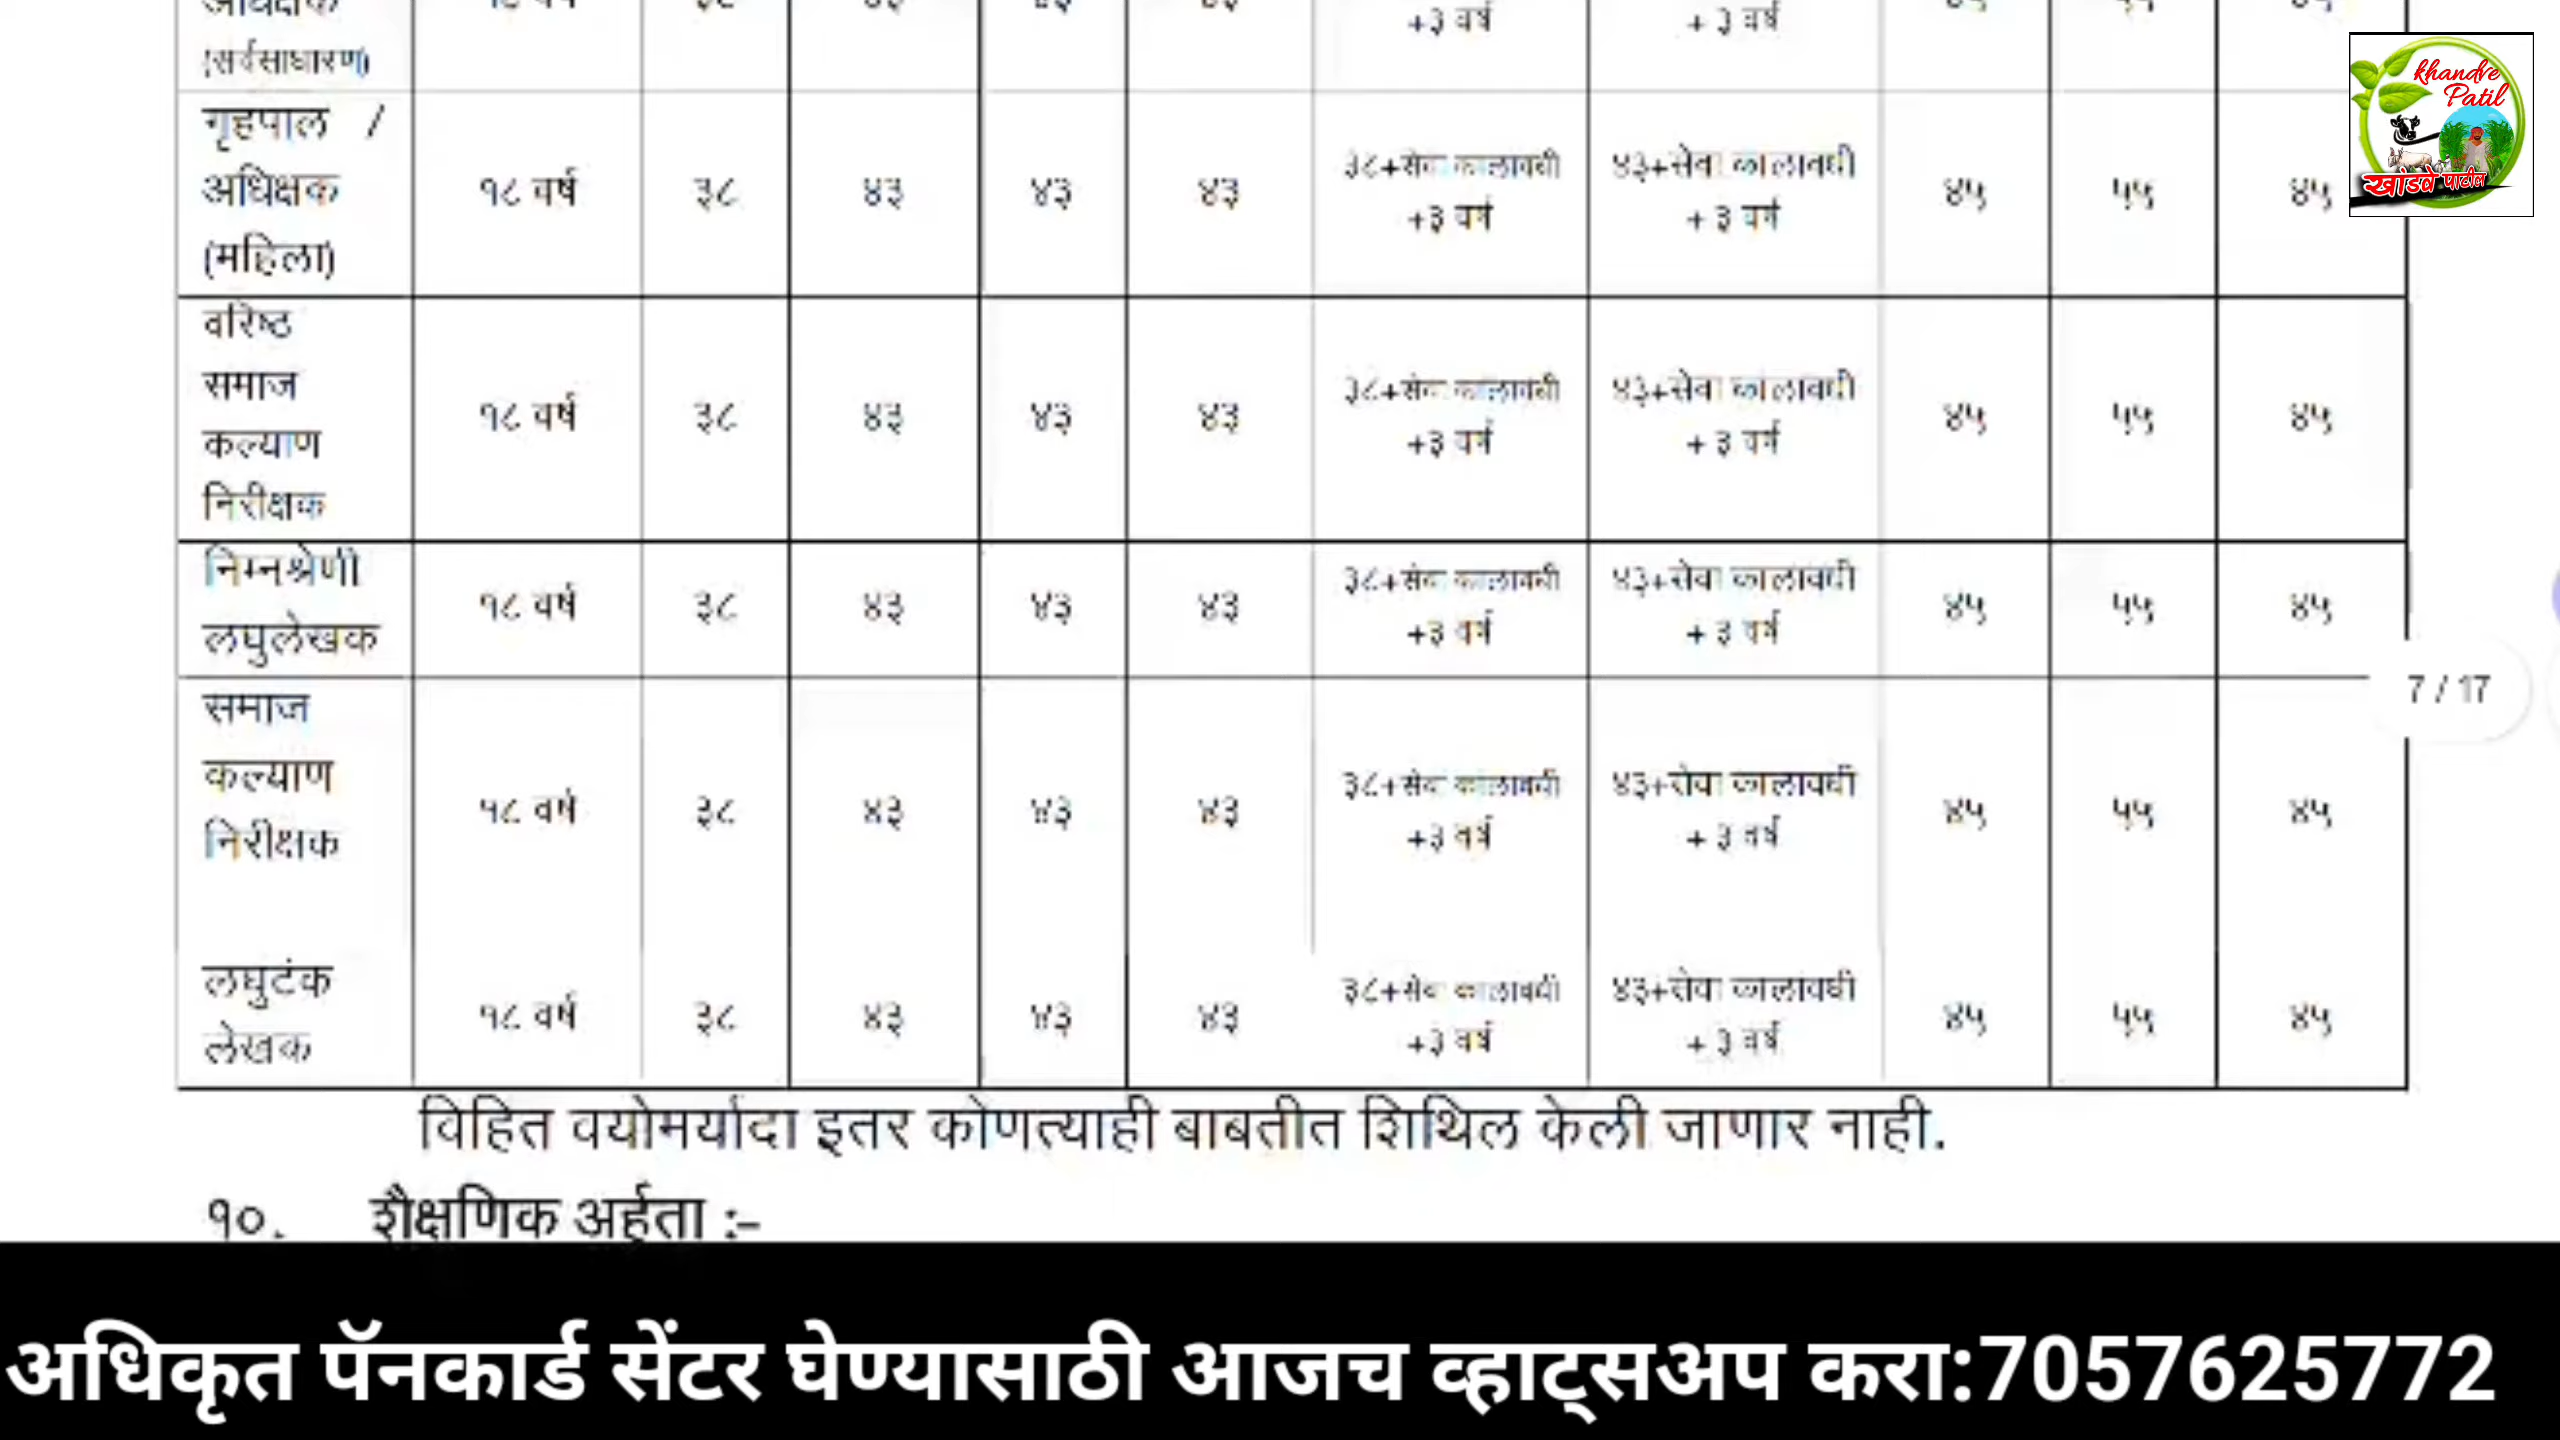 +३ वर्ष + ३ वर्ष
(सर्वसाधारण)
गृहपाल /
अधिक्षक
(महिला)
१८ वर्ष ३८ ४३ ४३ ४३ ३८+सेवा कालावधी +३ वर्ष ४३+सेवा कालावधी + ३ वर्ष ४५ ५५ ४५
वरिष्ठ
समाज
कल्याण
निरीक्षक
१८ वर्ष ३८ ४३ ४३ ४३ ३८+सेवा कालावधी +३ वर्ष ४३+सेवा कालावधी + ३ वर्ष ४५ ५५ ४५
निम्नश्रेणी
लघुलेखक
१८ वर्ष ३८ ४३ ४३ ४३ ३८+सेवा कालावधी +३ वर्ष ४३+सेवा कालावधी + ३ वर्ष ४५ ५५ ४५
समाज
कल्याण
निरीक्षक
१८ वर्ष ३८ ४३ ४३ ४३ ३८+सेवा कालावधी +३ वर्ष ४३+सेवा कालावधी + ३ वर्ष ४५ ५५ ४५
लघुटंक
लेखक
१८ वर्ष ३८ ४३ ४३ ४३ ३८+सेवा कालावधी +३ वर्ष ४३+सेवा कालावधी + ३ वर्ष ४५ ५५ ४५
विहित वयोमर्यादा इतर कोणत्याही बाबतीत शिथिल केली जाणार नाही.
१०. शैक्षणिक अर्हता :–
7 / 17
khandve
Patil
खांडवे पाटील
अधिकृत पॅनकार्ड सेंटर घेण्यासाठी आजच व्हाट्सअप करा:7057625772